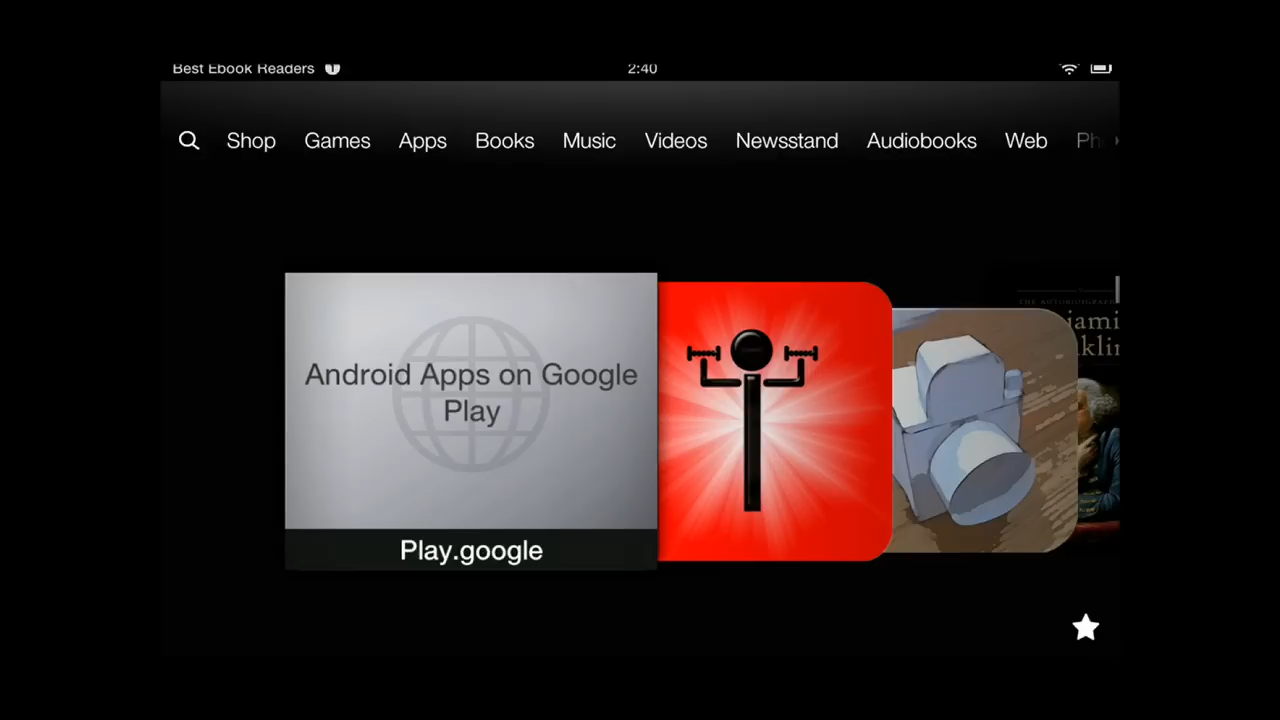 Best Ebook Readers 1 2:40
Shop Games Apps Books Music Videos Newsstand Audiobooks Web
Android Apps on Google
Play
Play.google